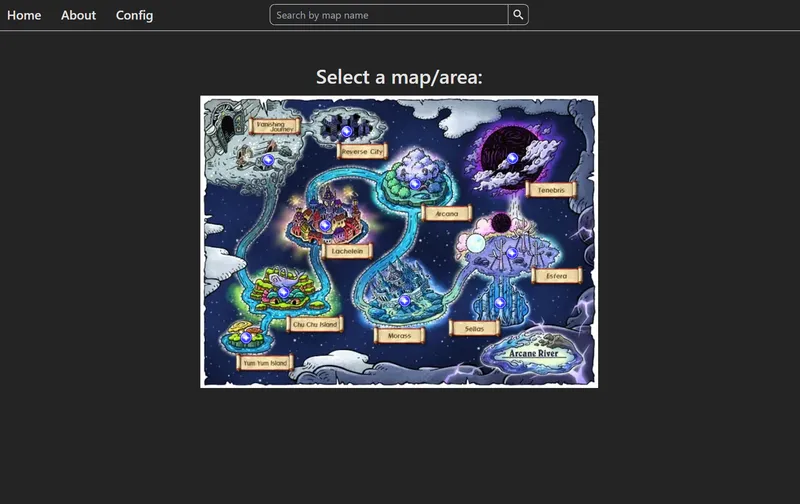 Home
About
Config
Search by map name
Select a map/area:
Vanishing
Journey
Reverse City
Arcana
Tenebris
Lachelein
Esfera
Chu Chu Island
Morass
Sellas
Arcane River
Yum Yum Island